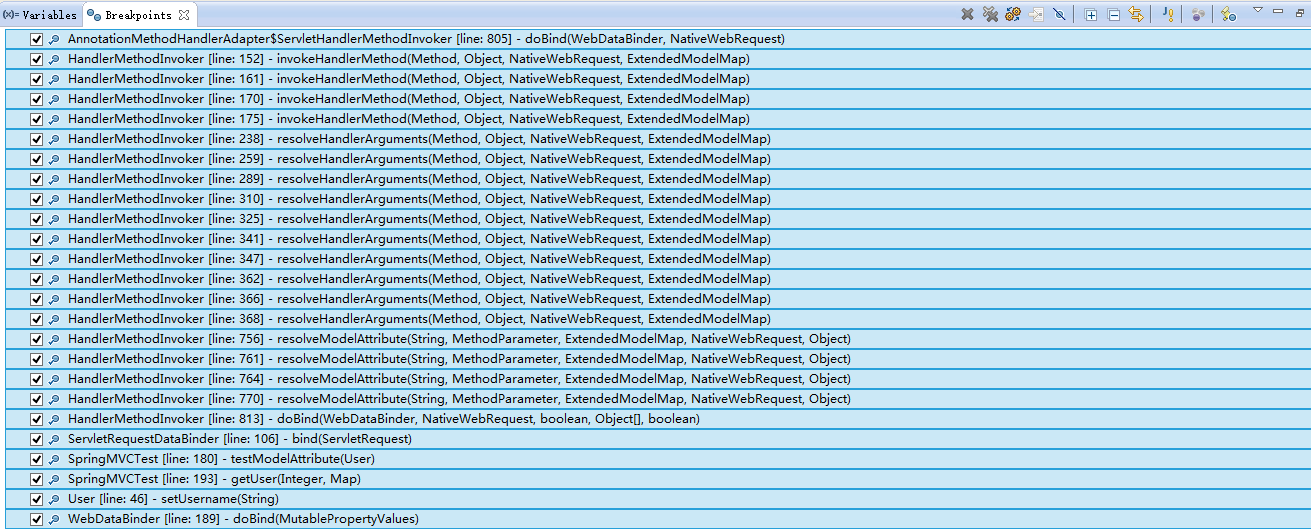 (x)= Variables Breakpoints
AnnotationMethodHandlerAdapter$ServletHandlerMethodInvoker [line: 805] - doBind(WebDataBinder, NativeWebRequest)
HandlerMethodInvoker [line: 152] - invokeHandlerMethod(Method, Object, NativeWebRequest, ExtendedModelMap)
HandlerMethodInvoker [line: 161] - invokeHandlerMethod(Method, Object, NativeWebRequest, ExtendedModelMap)
HandlerMethodInvoker [line: 170] - invokeHandlerMethod(Method, Object, NativeWebRequest, ExtendedModelMap)
HandlerMethodInvoker [line: 175] - invokeHandlerMethod(Method, Object, NativeWebRequest, ExtendedModelMap)
HandlerMethodInvoker [line: 238] - resolveHandlerArguments(Method, Object, NativeWebRequest, ExtendedModelMap)
HandlerMethodInvoker [line: 259] - resolveHandlerArguments(Method, Object, NativeWebRequest, ExtendedModelMap)
HandlerMethodInvoker [line: 289] - resolveHandlerArguments(Method, Object, NativeWebRequest, ExtendedModelMap)
HandlerMethodInvoker [line: 310] - resolveHandlerArguments(Method, Object, NativeWebRequest, ExtendedModelMap)
HandlerMethodInvoker [line: 325] - resolveHandlerArguments(Method, Object, NativeWebRequest, ExtendedModelMap)
HandlerMethodInvoker [line: 341] - resolveHandlerArguments(Method, Object, NativeWebRequest, ExtendedModelMap)
HandlerMethodInvoker [line: 347] - resolveHandlerArguments(Method, Object, NativeWebRequest, ExtendedModelMap)
HandlerMethodInvoker [line: 362] - resolveHandlerArguments(Method, Object, NativeWebRequest, ExtendedModelMap)
HandlerMethodInvoker [line: 366] - resolveHandlerArguments(Method, Object, NativeWebRequest, ExtendedModelMap)
HandlerMethodInvoker [line: 368] - resolveHandlerArguments(Method, Object, NativeWebRequest, ExtendedModelMap)
HandlerMethodInvoker [line: 756] - resolveModelAttribute(String, MethodParameter, ExtendedModelMap, NativeWebRequest, Object)
HandlerMethodInvoker [line: 761] - resolveModelAttribute(String, MethodParameter, ExtendedModelMap, NativeWebRequest, Object)
HandlerMethodInvoker [line: 764] - resolveModelAttribute(String, MethodParameter, ExtendedModelMap, NativeWebRequest, Object)
HandlerMethodInvoker [line: 770] - resolveModelAttribute(String, MethodParameter, ExtendedModelMap, NativeWebRequest, Object)
HandlerMethodInvoker [line: 813] - doBind(WebDataBinder, NativeWebRequest, boolean, Object[], boolean)
ServletRequestDataBinder [line: 106] - bind(ServletRequest)
SpringMVCTest [line: 180] - testModelAttribute(User)
SpringMVCTest [line: 193] - getUser(Integer, Map)
User [line: 46] - setUsername(String)
WebDataBinder [line: 189] - doBind(MutablePropertyValues)